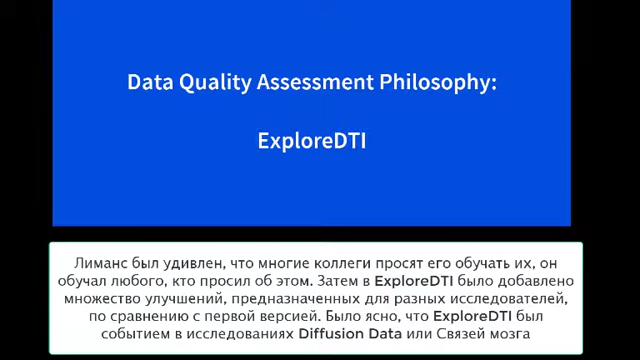 Data Quality Assessment Philosophy:
ExploreDTI
Лиманс был удивлен, что многие коллеги просят его обучать их, он
обучал любого, кто просил об этом. Затем в ExploreDTI было добавлено
множество улучшений, предназначенных для разных исследователей,
по сравнению с первой версией. Было ясно, что ExploreDTI был
событием в исследованиях Diffusion Data или Связей мозга